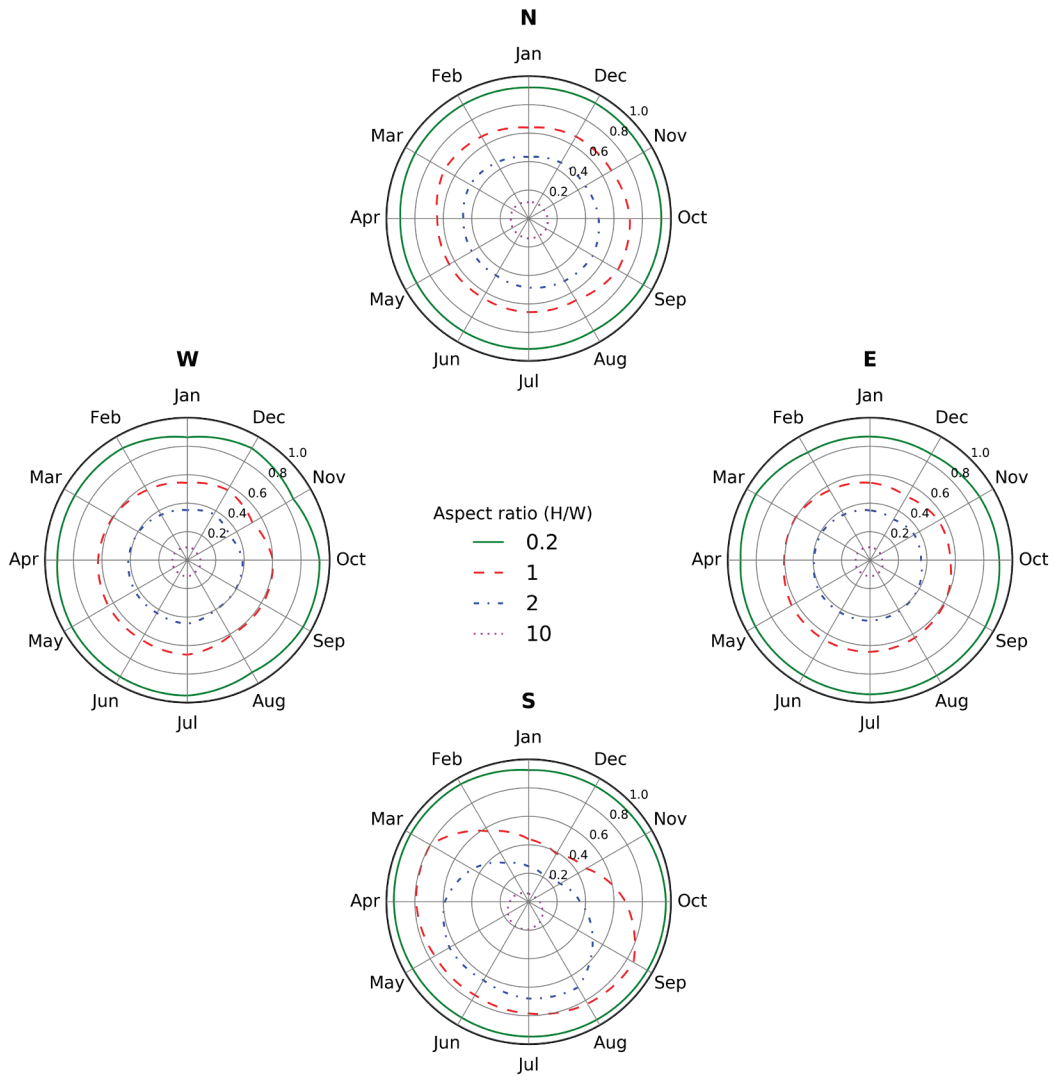 N
Jan
Feb
Dec
1.0
0.8
Mar
Nov
0.6
0.4
0.2
Apr
Oct
May
Sep
Jun
Aug
Jul
W
E
Jan
Feb
Dec
1.0
0.8
Mar
Nov
0.6
0.4
0.2
Apr
Oct
May
Sep
Jun
Aug
Jul
Jan
Feb
Dec
1.0
0.8
Mar
Nov
0.6
0.4
0.2
Apr
Oct
May
Sep
Jun
Aug
Jul
Aspect ratio (H/W)
0.2
1
2
10
S
Jan
Feb
Dec
1.0
0.8
Mar
Nov
0.6
0.4
0.2
Apr
Oct
May
Sep
Jun
Aug
Jul